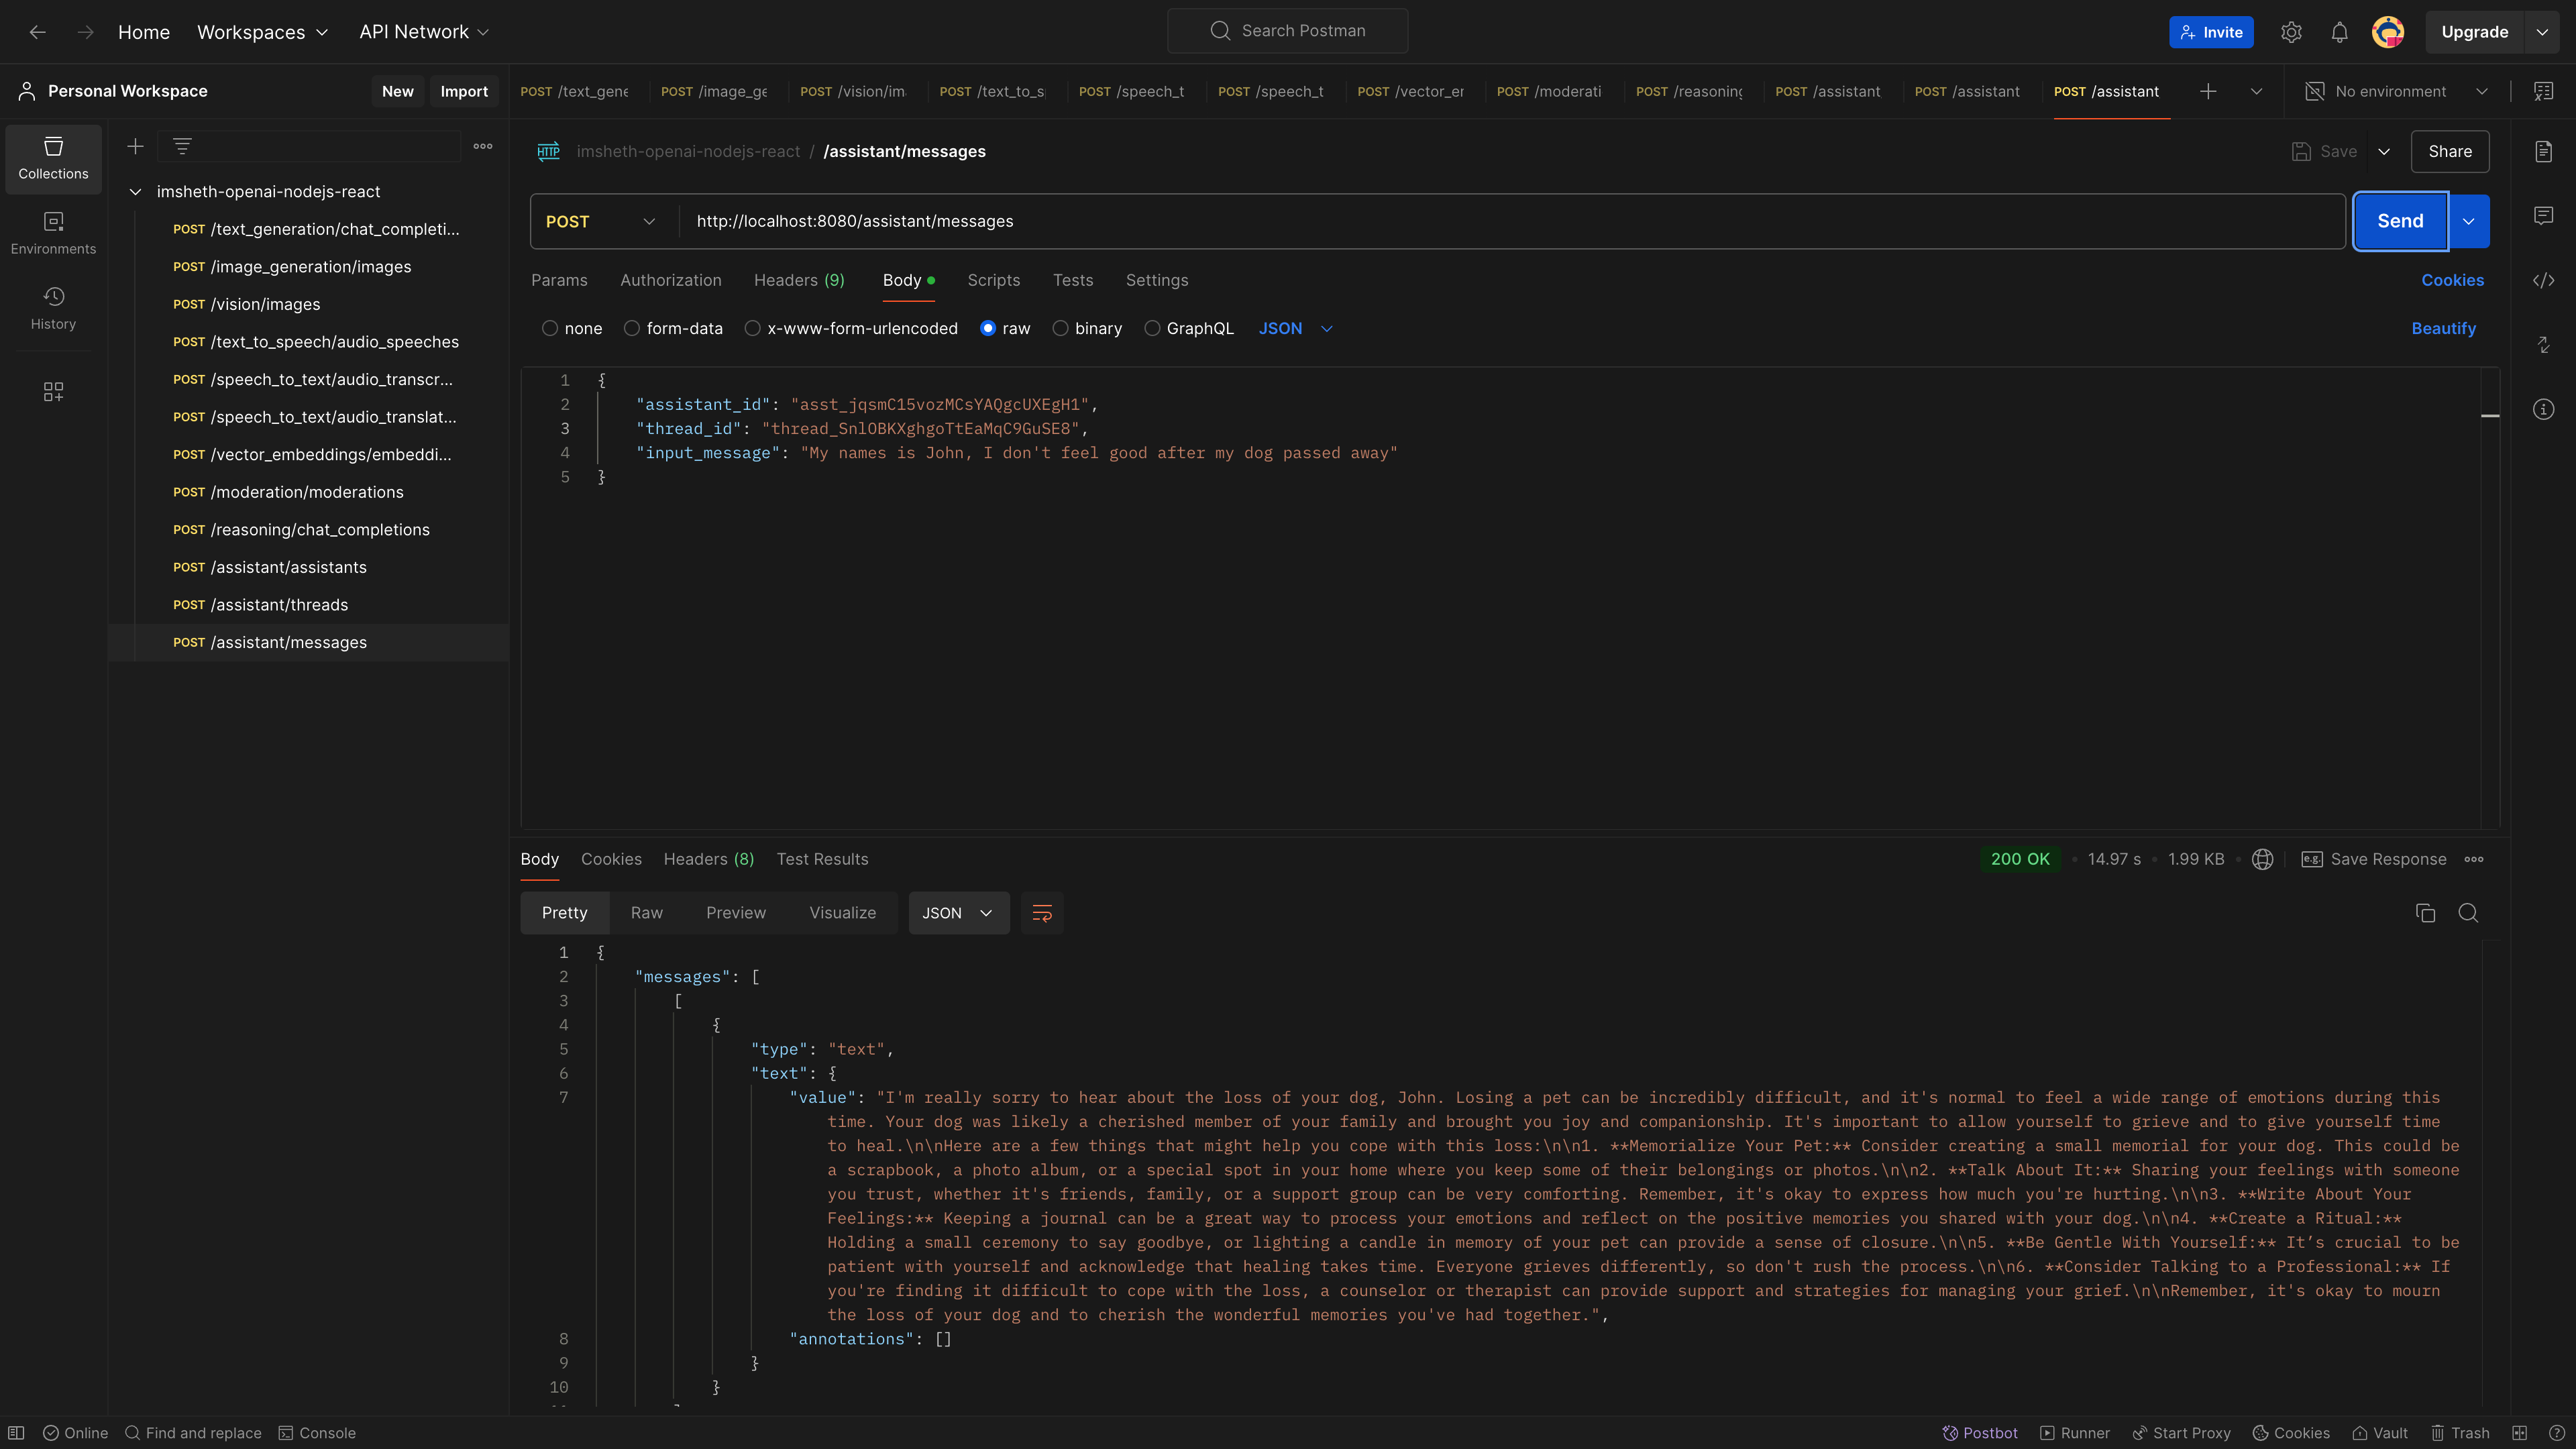 Home Workspaces API Network Search Postman Invite Upgrade
Personal Workspace New Import
POST /text_gene POST /image_ge POST /vision/im POST /text_to_s POST /speech_t POST /speech_t POST /vector_er POST /moderati POST /reasoning POST /assistant POST /assistant POST /assistant No environment
Collections
Environments
History
imsheth-openai-nodejs-react
POST /text_generation/chat_completi...
POST /image_generation/images
POST /vision/images
POST /text_to_speech/audio_speeches
POST /speech_to_text/audio_transcr...
POST /speech_to_text/audio_translat...
POST /vector_embeddings/embeddi...
POST /moderation/moderations
POST /reasoning/chat_completions
POST /assistant/assistants
POST /assistant/threads
POST /assistant/messages
HTTP imsheth-openai-nodejs-react / /assistant/messages Save Share
POST http://localhost:8080/assistant/messages Send
Params Authorization Headers (9) Body Scripts Tests Settings Cookies
none form-data x-www-form-urlencoded raw binary GraphQL JSON Beautify
1 {
2 "assistant_id": "asst_jqsmC15vozMCsYAQgcUXEgH1",
3 "thread_id": "thread_SnlOBKXghgoTtEaMqC9GuSE8",
4 "input_message": "My names is John, I don't feel good after my dog passed away"
5 }
Body Cookies Headers (8) Test Results 200 OK 14.97 s 1.99 KB e.g. Save Response
Pretty Raw Preview Visualize JSON
1 {
2 "messages": [
3 [
4 {
5 "type": "text",
6 "text": {
7 "value": "I'm really sorry to hear about the loss of your dog, John. Losing a pet can be incredibly difficult, and it's normal to feel a wide range of emotions during this
time. Your dog was likely a cherished member of your family and brought you joy and companionship. It's important to allow yourself to grieve and to give yourself time
to heal.\n\nHere are a few things that might help you cope with this loss:\n\n1. **Memorialize Your Pet:** Consider creating a small memorial for your dog. This could be
a scrapbook, a photo album, or a special spot in your home where you keep some of their belongings or photos.\n\n2. **Talk About It:** Sharing your feelings with someone
you trust, whether it's friends, family, or a support group can be very comforting. Remember, it's okay to express how much you're hurting.\n\n3. **Write About Your
Feelings:** Keeping a journal can be a great way to process your emotions and reflect on the positive memories you shared with your dog.\n\n4. **Create a Ritual:**
Holding a small ceremony to say goodbye, or lighting a candle in memory of your pet can provide a sense of closure.\n\n5. **Be Gentle With Yourself:** It’s crucial to be
patient with yourself and acknowledge that healing takes time. Everyone grieves differently, so don't rush the process.\n\n6. **Consider Talking to a Professional:** If
you're finding it difficult to cope with the loss, a counselor or therapist can provide support and strategies for managing your grief.\n\nRemember, it's okay to mourn
the loss of your dog and to cherish the wonderful memories you've had together.",
8 "annotations": []
9 }
10 }
Online Find and replace Console Postbot Runner Start Proxy Cookies Vault Trash